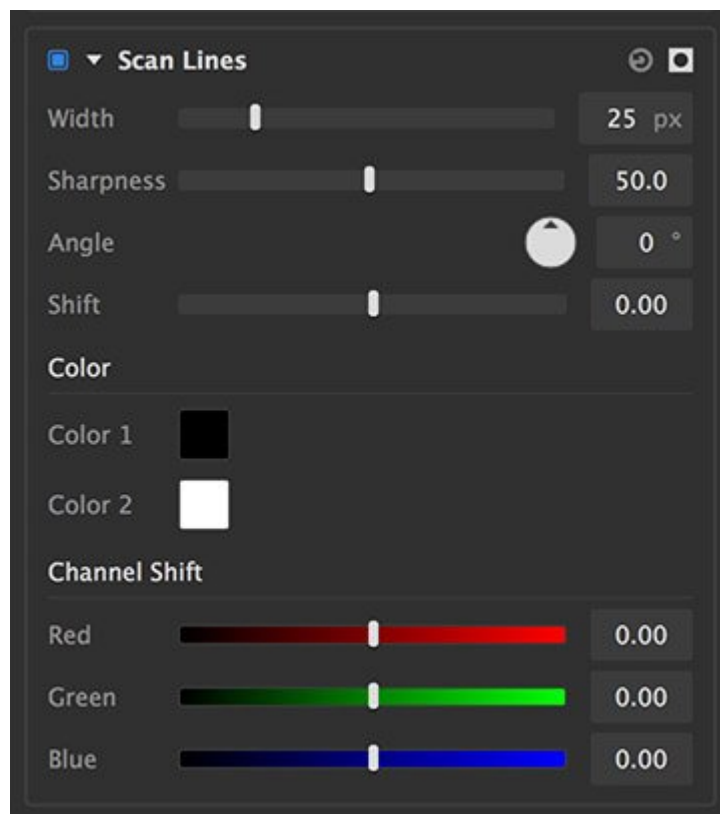 Scan Lines
Width 25 px
Sharpness 50.0
Angle 0 °
Shift 0.00
Color
Color 1
Color 2
Channel Shift
Red 0.00
Green 0.00
Blue 0.00